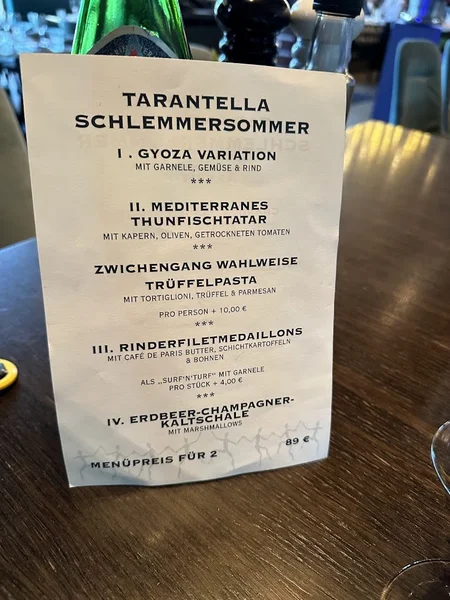 TARANTELLA
SCHLEMMERSOMMER
I . GYOZA VARIATION
MIT GARNELE, GEMÜSE & RIND
***
II. MEDITERRANES
THUNFISCHTATAR
MIT KAPERN, OLIVEN, GETROCKNETEN TOMATEN
***
ZWICHENGANG WAHLWEISE
TRÜFFELPASTA
MIT TORTIGLIONI, TRÜFFEL & PARMESAN
PRO PERSON + 10,00 €
***
III. RINDERFILETMEDAILLONS
MIT CAFÉ DE PARIS BUTTER, SCHICHTKARTOFFELN
& BOHNEN
ALS „SURF'N'TURF" MIT GARNELE
PRO STÜCK + 4,00 €
***
IV. ERDBEER-CHAMPAGNER-
KALTSCHALE
MIT MARSHMALLOWS
MENÜPREIS FÜR 2 89 €